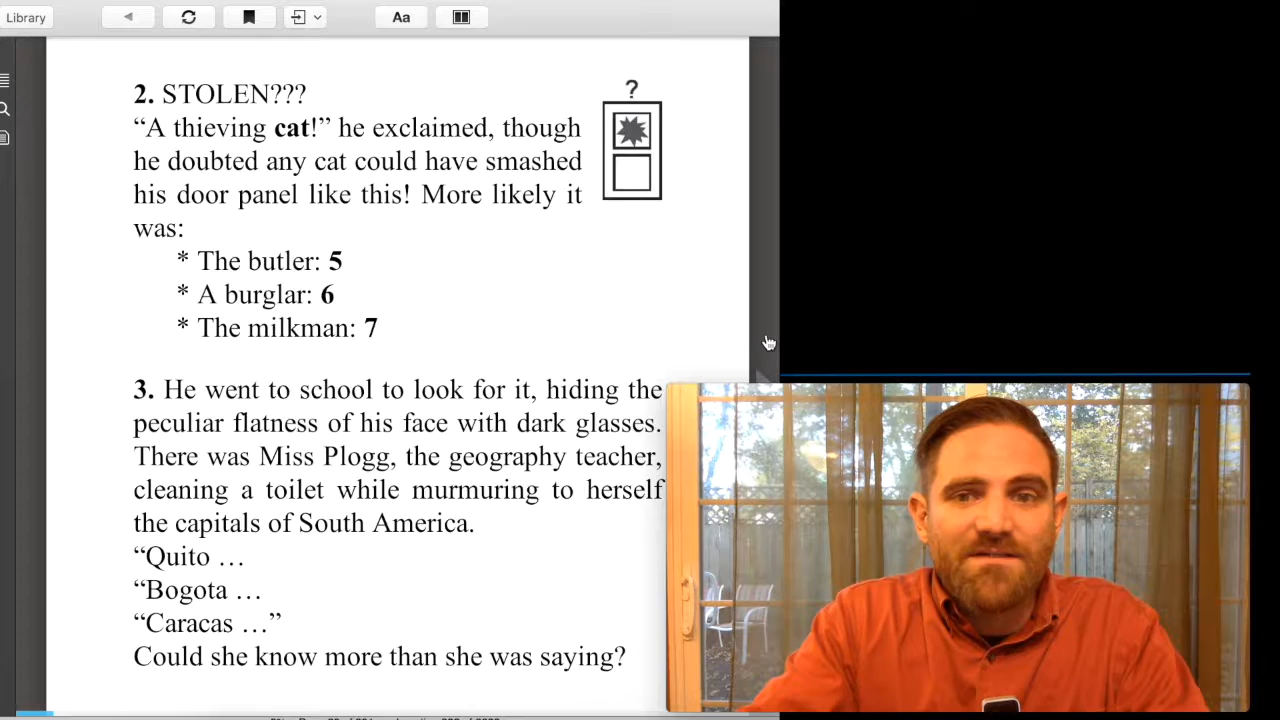 Library
Aa
2. STOLEN???
?
“A thieving cat!” he exclaimed, though
he doubted any cat could have smashed
his door panel like this! More likely it
was:
* The butler: 5
* A burglar: 6
* The milkman: 7
3. He went to school to look for it, hiding the
peculiar flatness of his face with dark glasses.
There was Miss Plogg, the geography teacher,
cleaning a toilet while murmuring to herself
the capitals of South America.
“Quito …
“Bogota …
“Caracas …”
Could she know more than she was saying?